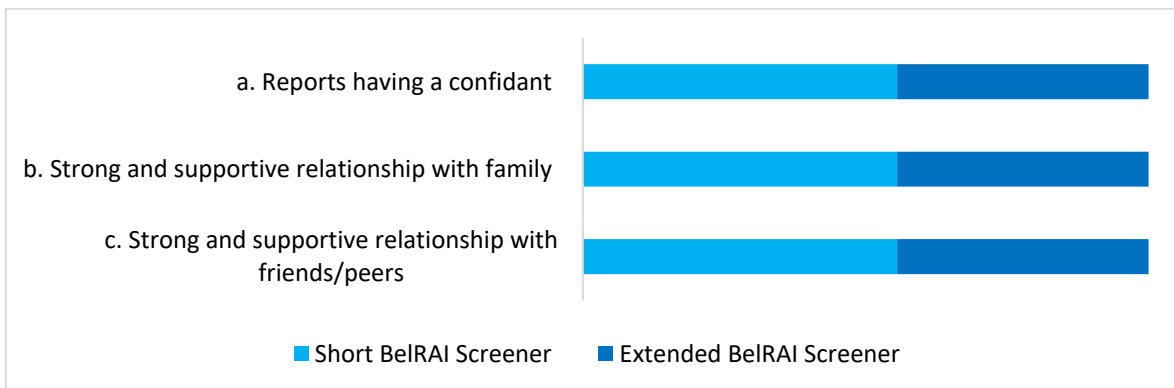 a. Reports having a confidant
b. Strong and supportive relationship with family
c. Strong and supportive relationship with
friends/peers
Short BelRAI Screener Extended BelRAI Screener